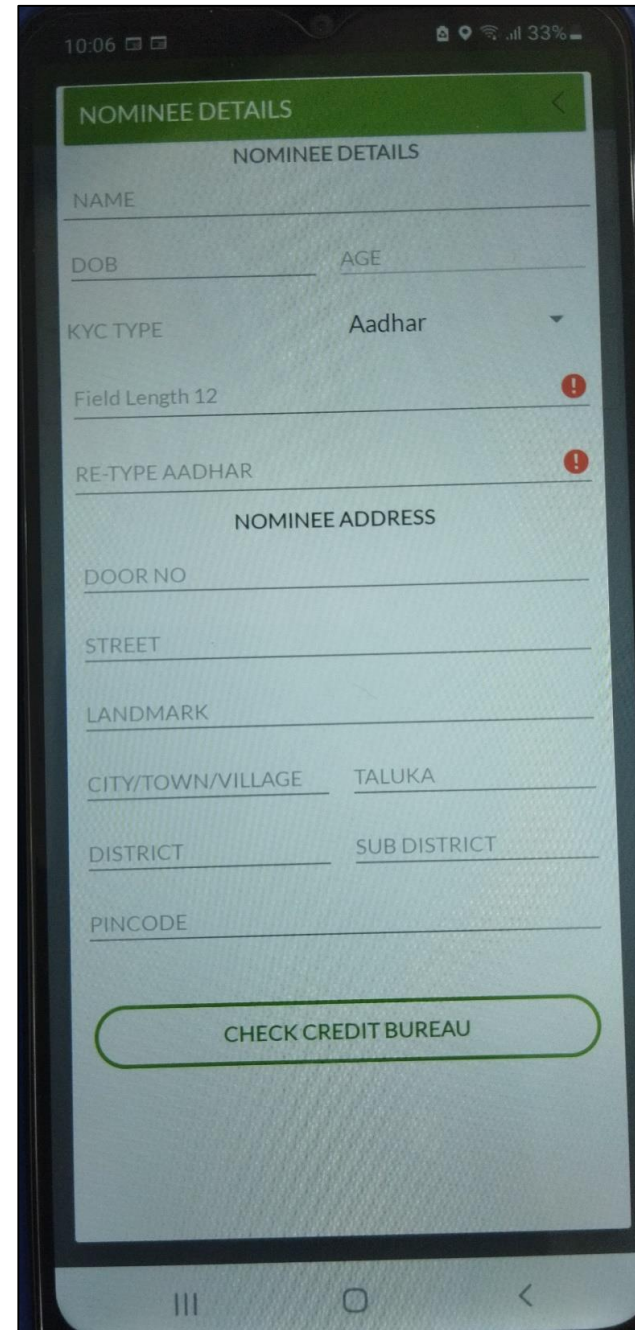 10:06 33%
NOMINEE DETAILS
NOMINEE DETAILS
NAME
DOB AGE
KYC TYPE Aadhar
Field Length 12
RE-TYPE AADHAR
NOMINEE ADDRESS
DOOR NO
STREET
LANDMARK
CITY/TOWN/VILLAGE TALUKA
DISTRICT SUB DISTRICT
PINCODE
CHECK CREDIT BUREAU